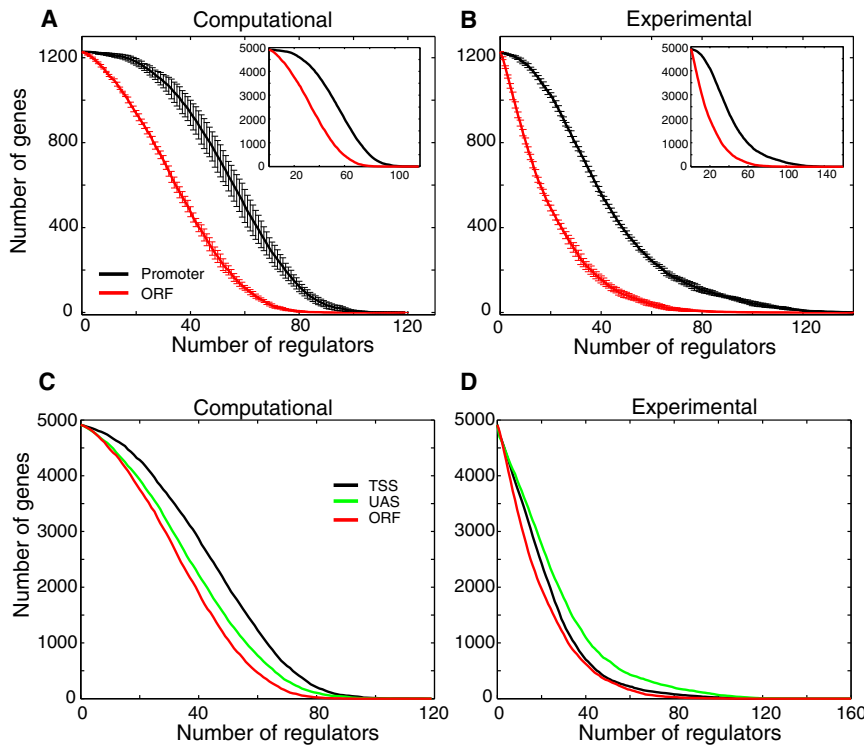 A
Computational
B
Experimental
1200
800
400
0
Number of genes
5000
4000
3000
2000
1000
0
20
60
100
Promoter
ORF
0
40
80
120
Number of regulators
1200
800
400
0
5000
4000
3000
2000
1000
0
20
60
100
140
0
40
80
120
Number of regulators
C
Computational
D
Experimental
5000
4000
3000
2000
1000
0
Number of genes
TSS
UAS
ORF
0
40
80
120
Number of regulators
5000
4000
3000
2000
1000
0
0
40
80
120
160
Number of regulators